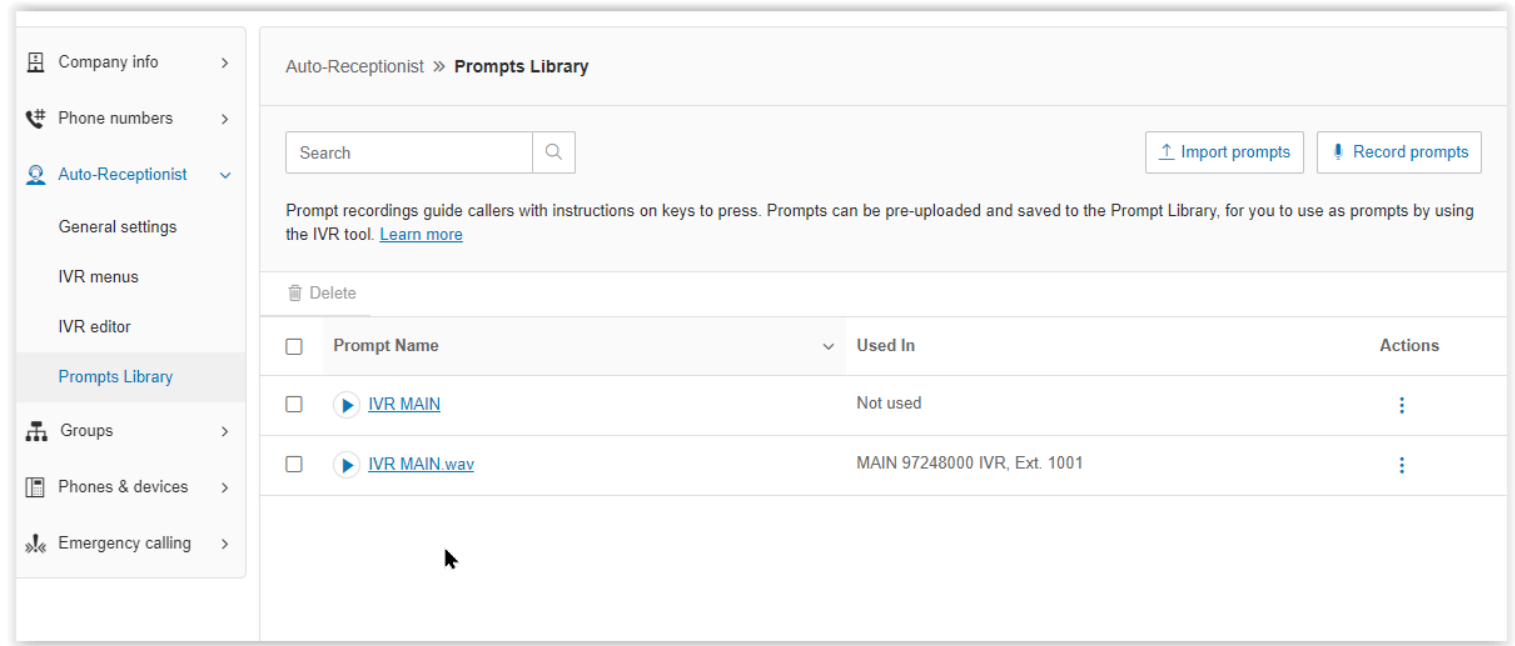 Company info
Phone numbers
Auto-Receptionist
General settings
IVR menus
IVR editor
Prompts Library
Groups
Phones & devices
Emergency calling
Auto-Receptionist » Prompts Library
Search
Import prompts
Record prompts
Prompt recordings guide callers with instructions on keys to press. Prompts can be pre-uploaded and saved to the Prompt Library, for you to use as prompts by using
the IVR tool. Learn more
Delete
Prompt Name Used In Actions
IVR MAIN Not used
IVR MAIN.wav MAIN 97248000 IVR, Ext. 1001